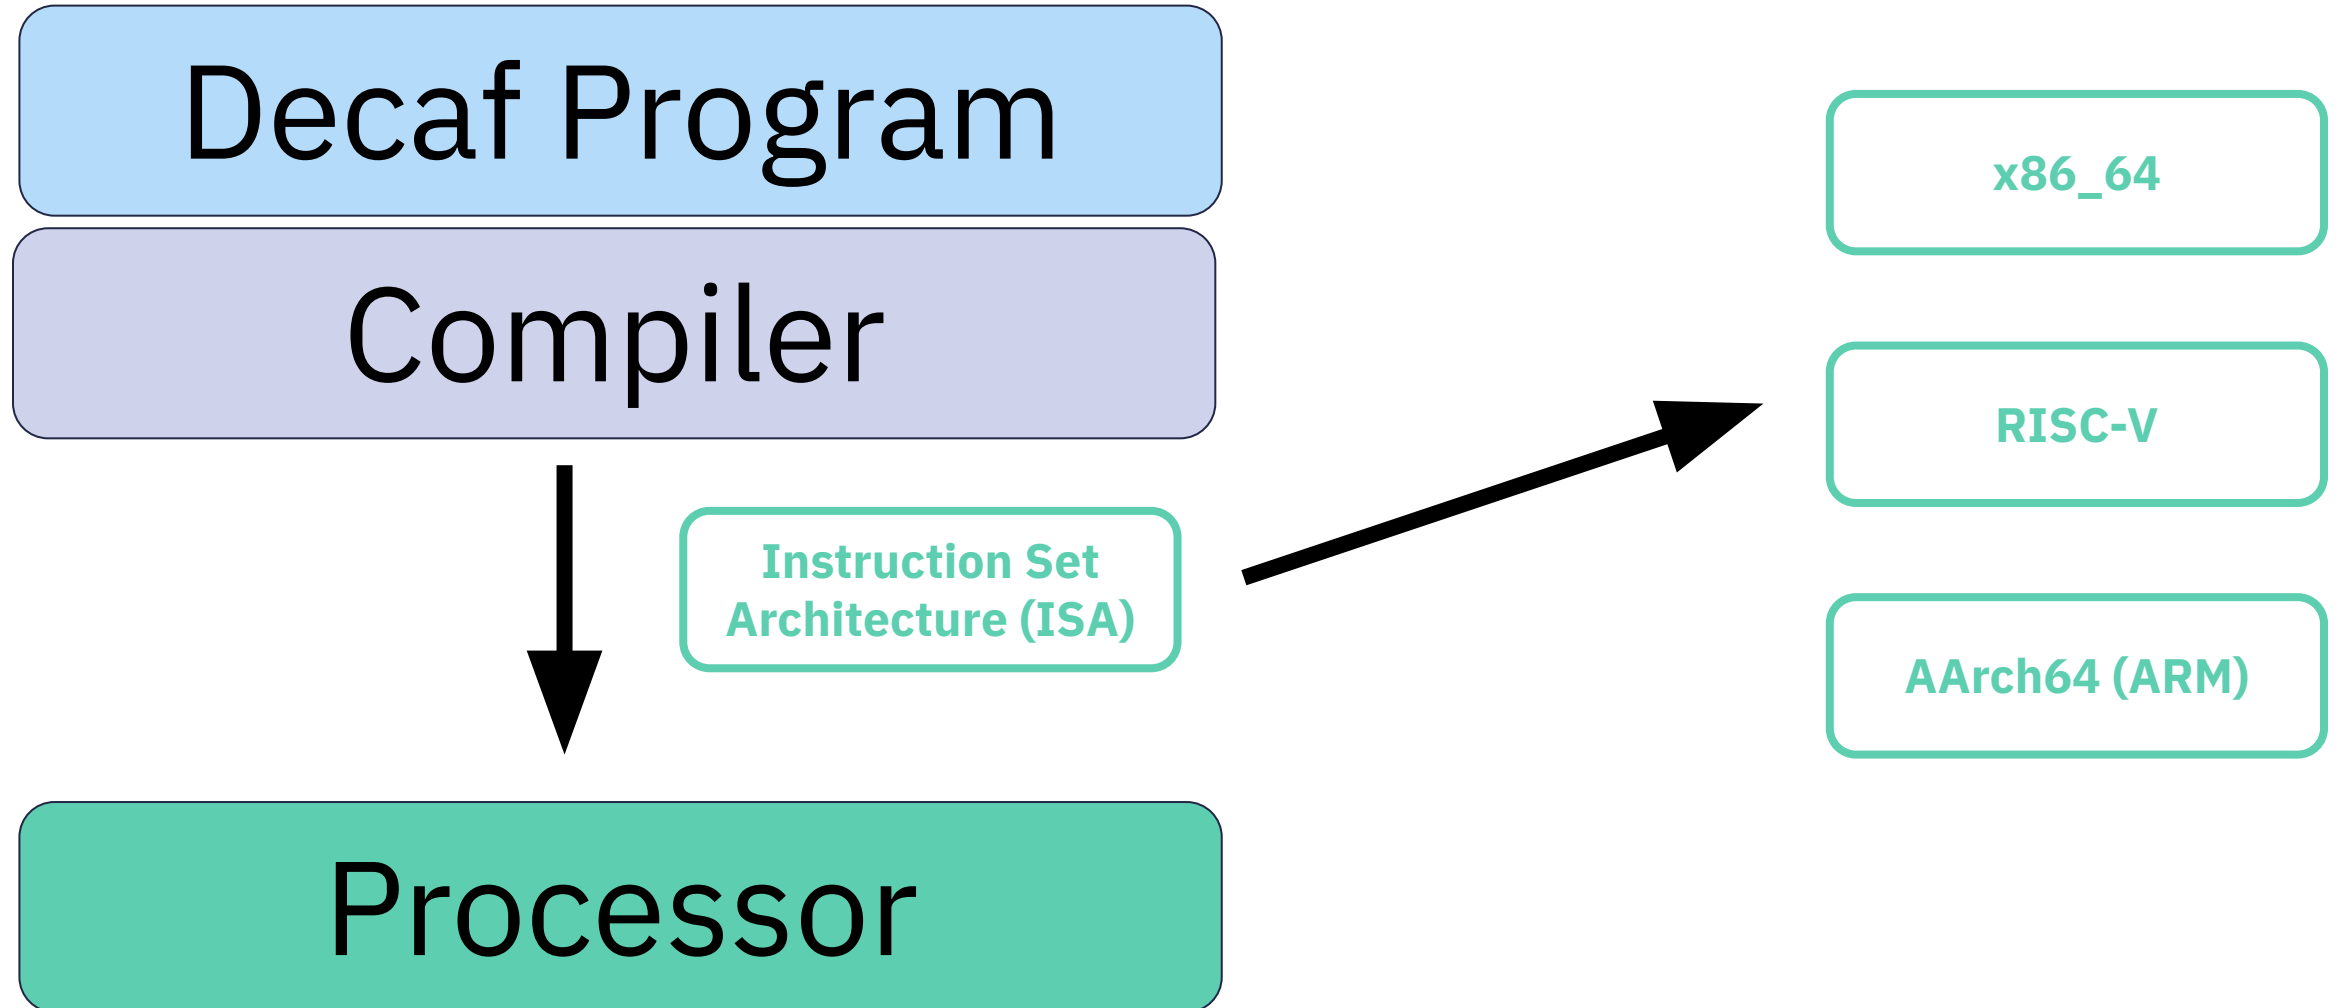 Decaf Program
Compiler
Instruction Set
Architecture (ISA)
Processor
x86_64
RISC-V
AArch64 (ARM)